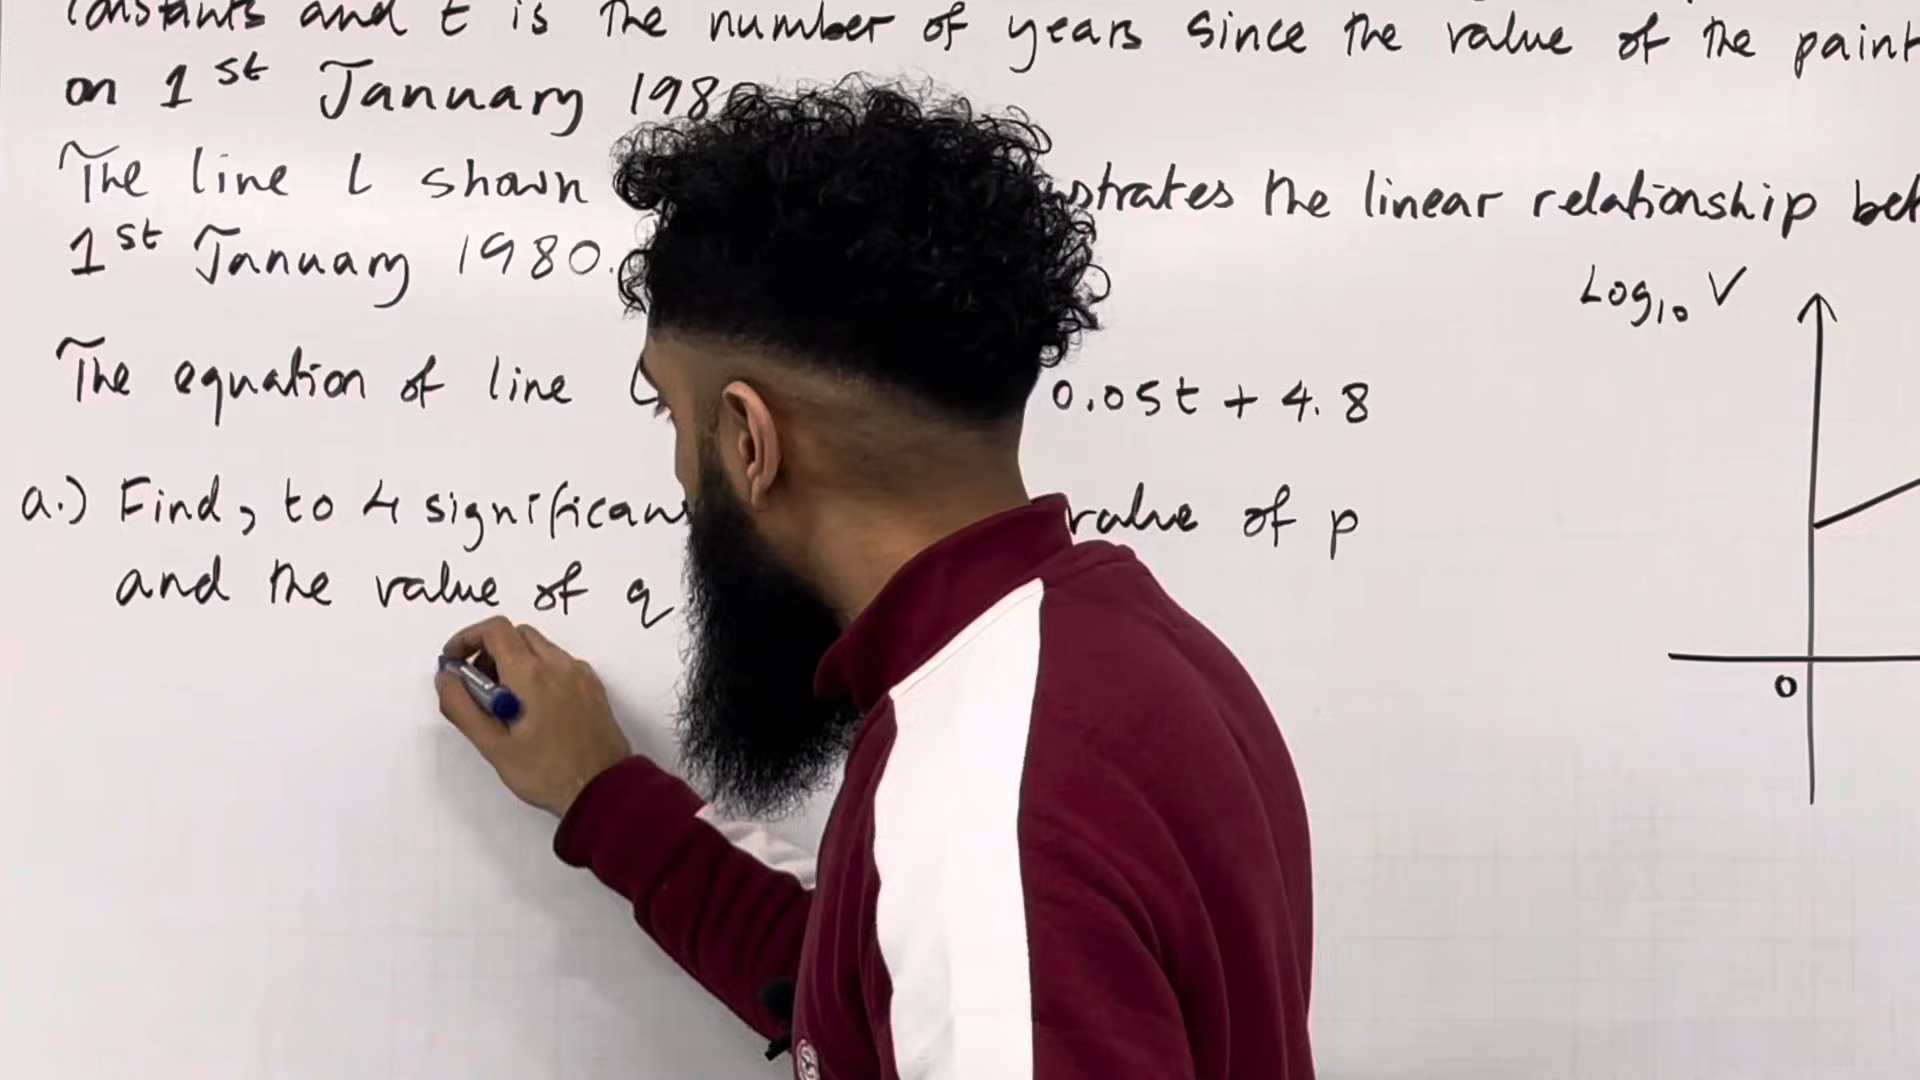 constants and t is the number of years since the value of the paint
on 1st January 1980
The line L shown strates the linear relationship bet
1st January 1980.
Log10 V
The equation of line 0.05t + 4.8
a.) Find, to 4 significan value of p
and the value of q
0